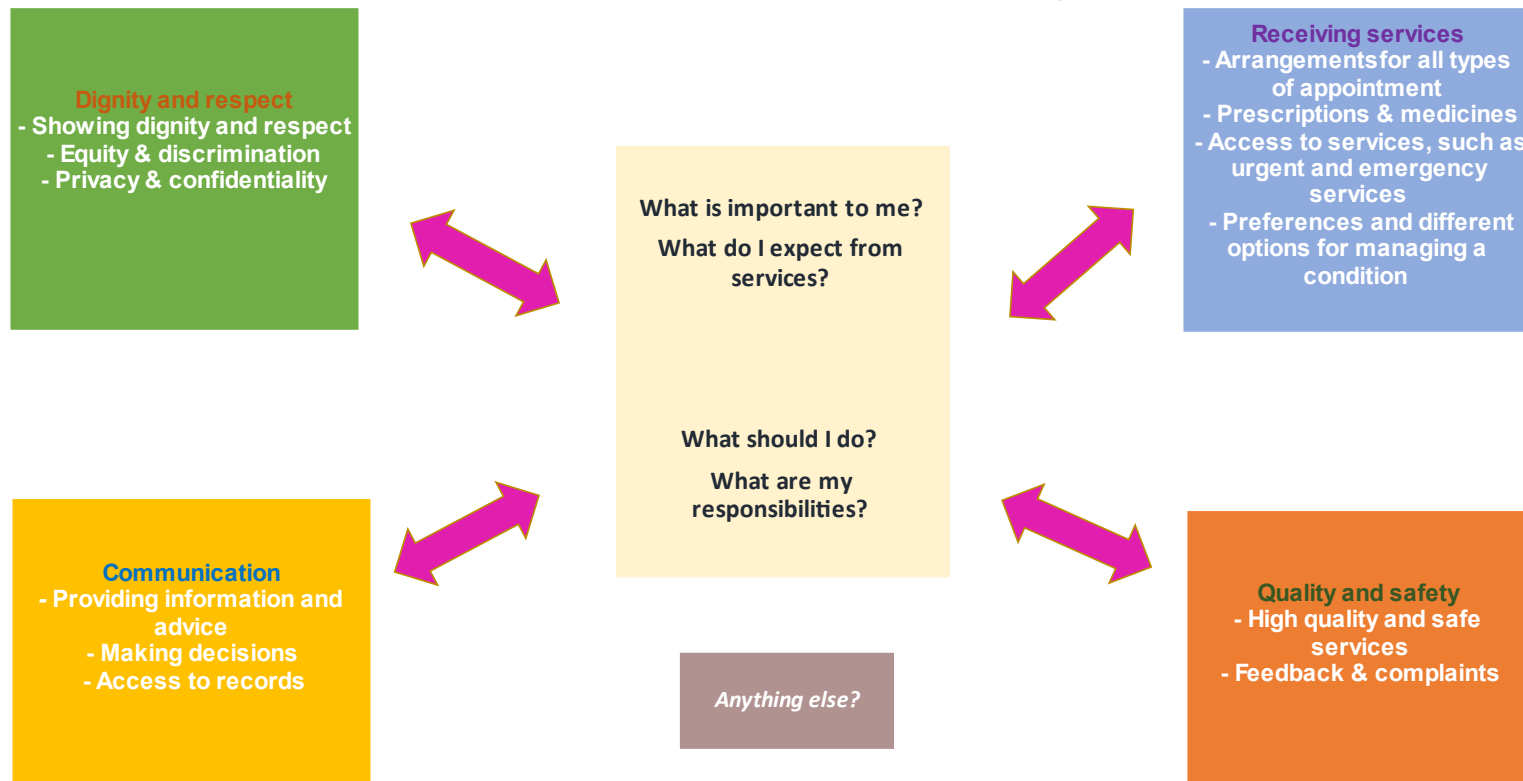 Dignity and respect
- Showing dignity and respect
- Equity & discrimination
- Privacy & confidentiality
Receiving services
- Arrangementsfor all types
of appointment
- Prescriptions & medicines
- Access to services, such as
urgent and emergency
services
- Preferences and different
options for managing a
condition
What is important to me?
What do I expect from
services?
What should I do?
What are my
responsibilities?
Communication
- Providing information and
advice
- Making decisions
- Access to records
Quality and safety
- High quality and safe
services
- Feedback & complaints
Anything else?